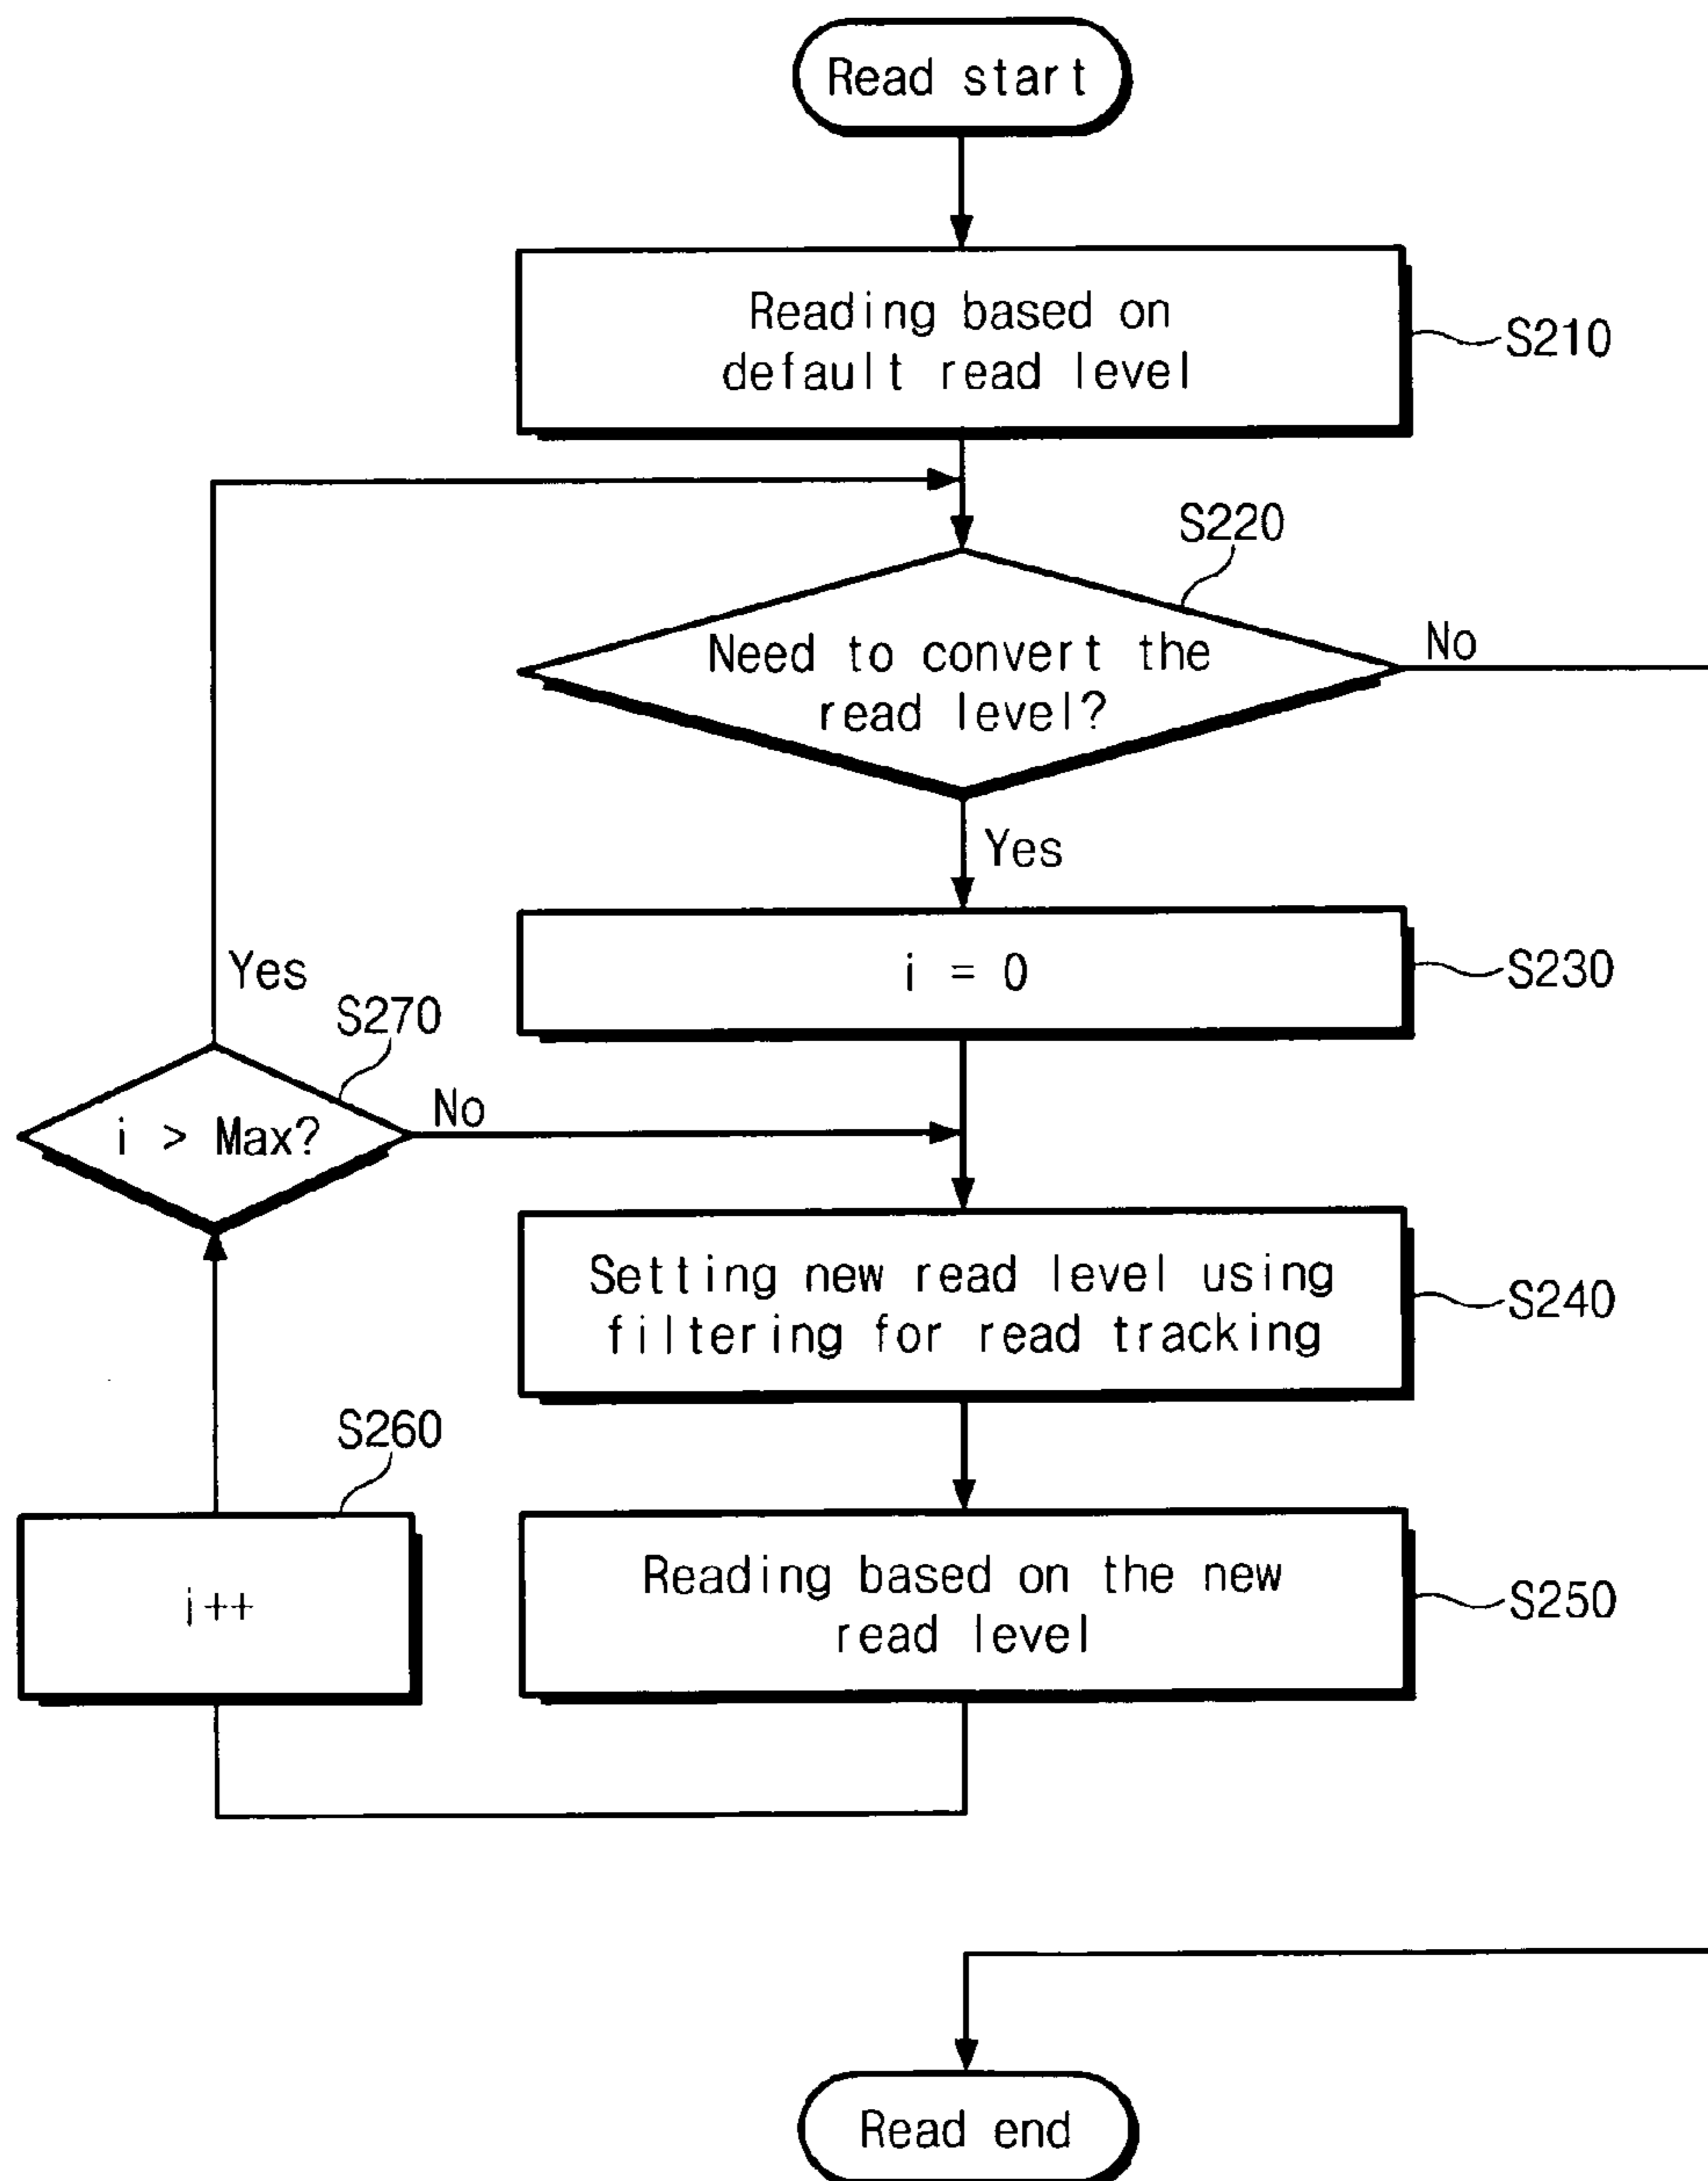 Read start
Reading based on
default read level
S210
S220
Need to convert the
read level?
No
Yes
i = 0
S230
Yes
S270
i > Max?
No
Setting new read level using
filtering for read tracking
S240
S260
i++
Reading based on the new
read level
S250
Read end